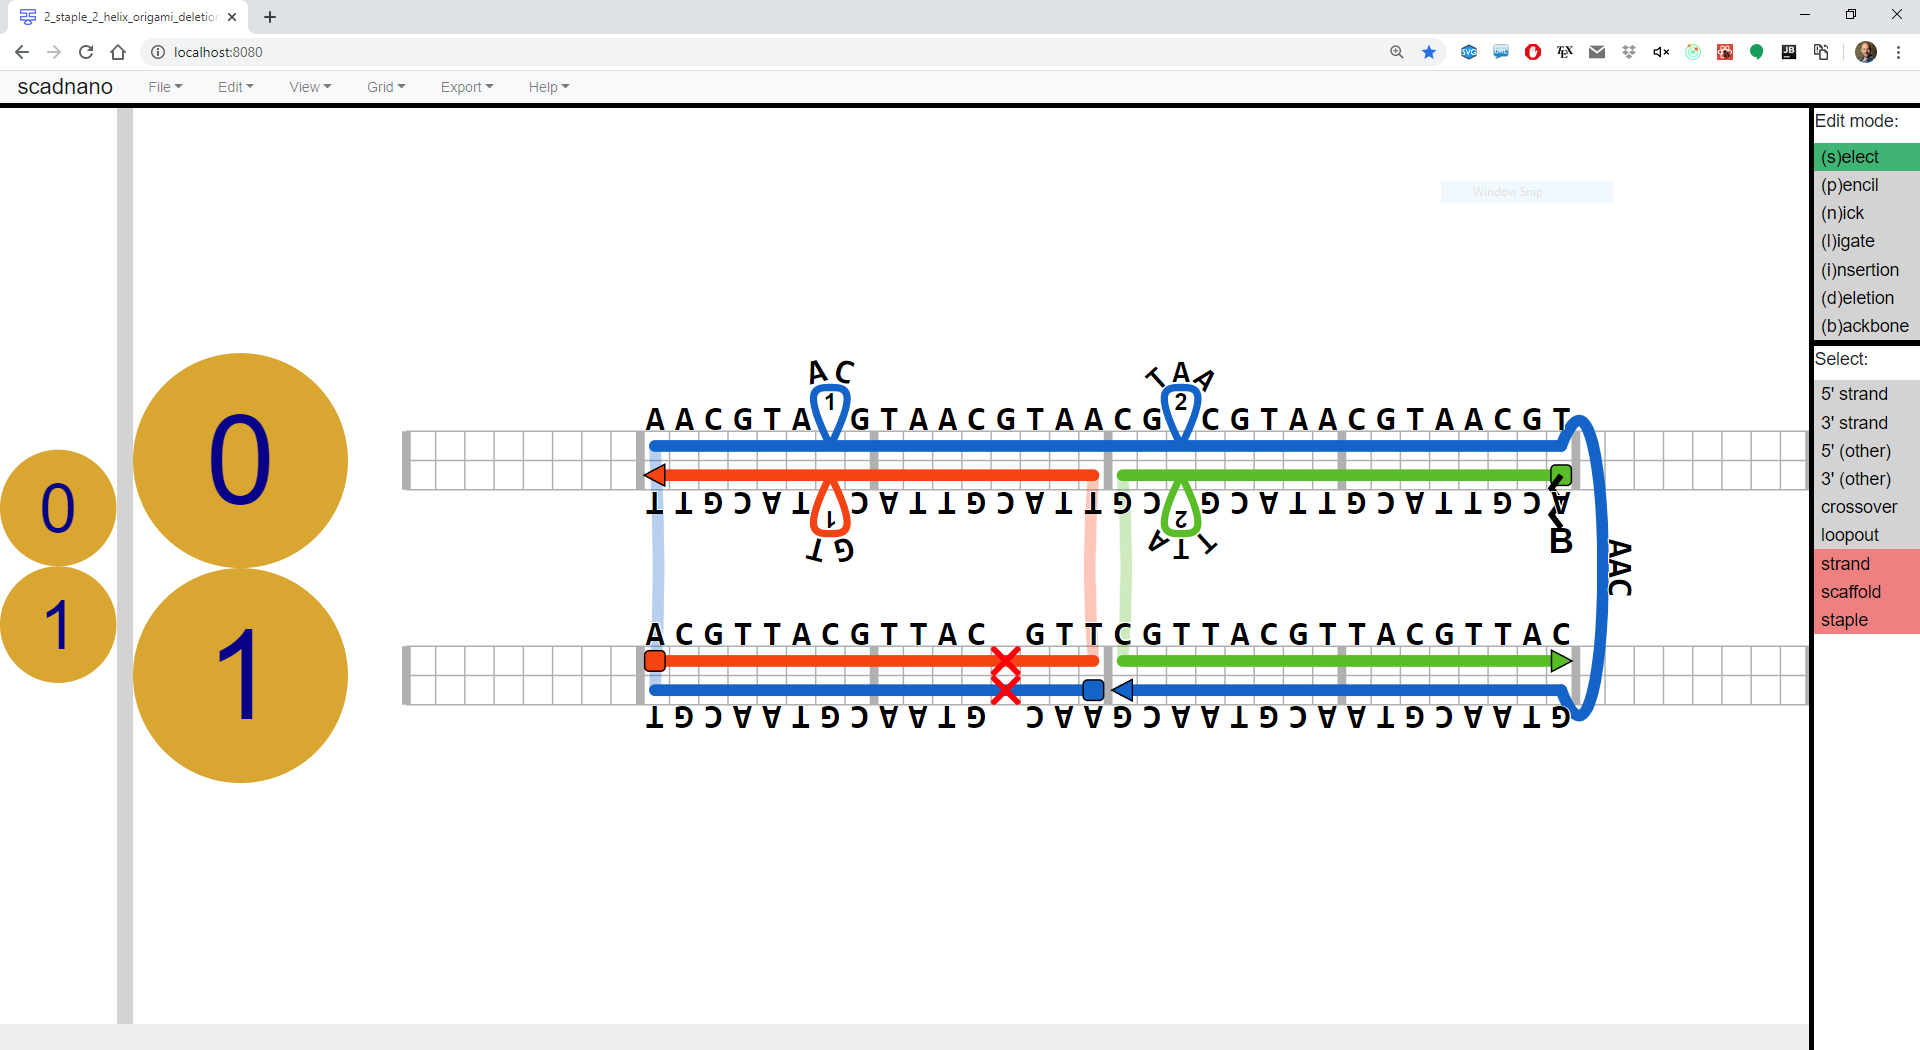 2_staple_2_helix_origami_deletio
localhost:8080
scadnano File Edit View Grid Export Help
Edit mode:
Window Snip
(s)elect
(p)encil
(n)ick
(l)igate
(i)nsertion
(d)eletion
(b)ackbone
Select:
5' strand
3' strand
5' (other)
3' (other)
crossover
loopout
strand
scaffold
staple
A C
T A A
1
2
A A C G T A G T A A C G T A A C G C G T A A C G T A A C G T
0
0
T T G C A T C A T T G C A T T G C G C A T T G C A T T G C A
1
2
T G
A T T
B
AAC
1
1
A C G T T A C G T T A C G T T C G T T A C G T T A C G T T A C
T G C A A T G C A A T G C A A G C A A T G C A A T G C A A T G